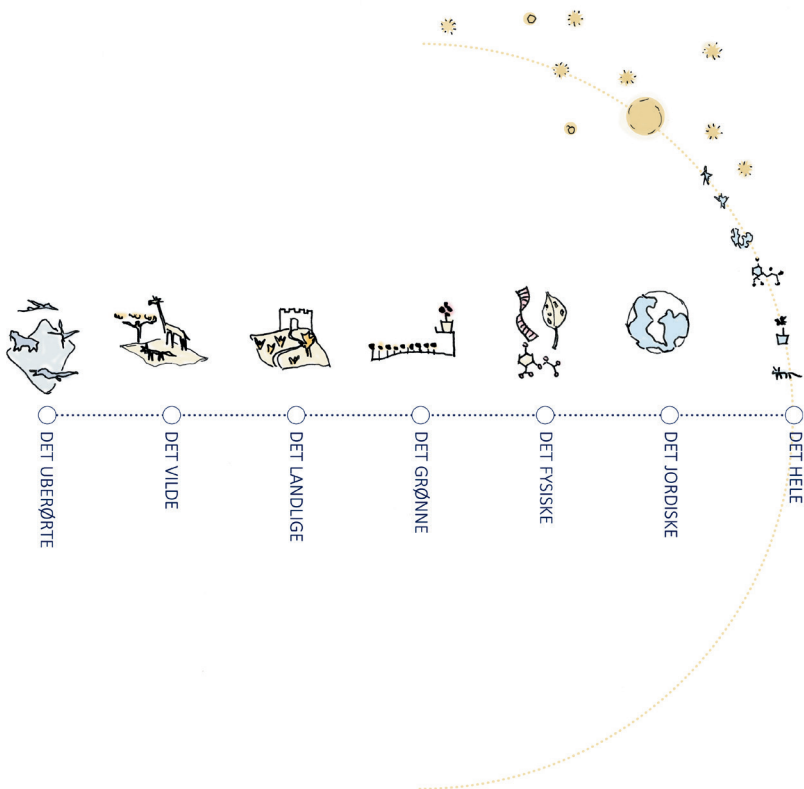 DET UBERØRTE
DET VILDE
DET LANDLIGE
DET GRØNNE
DET FYSISKE
DET JORDISKE
DET HELE